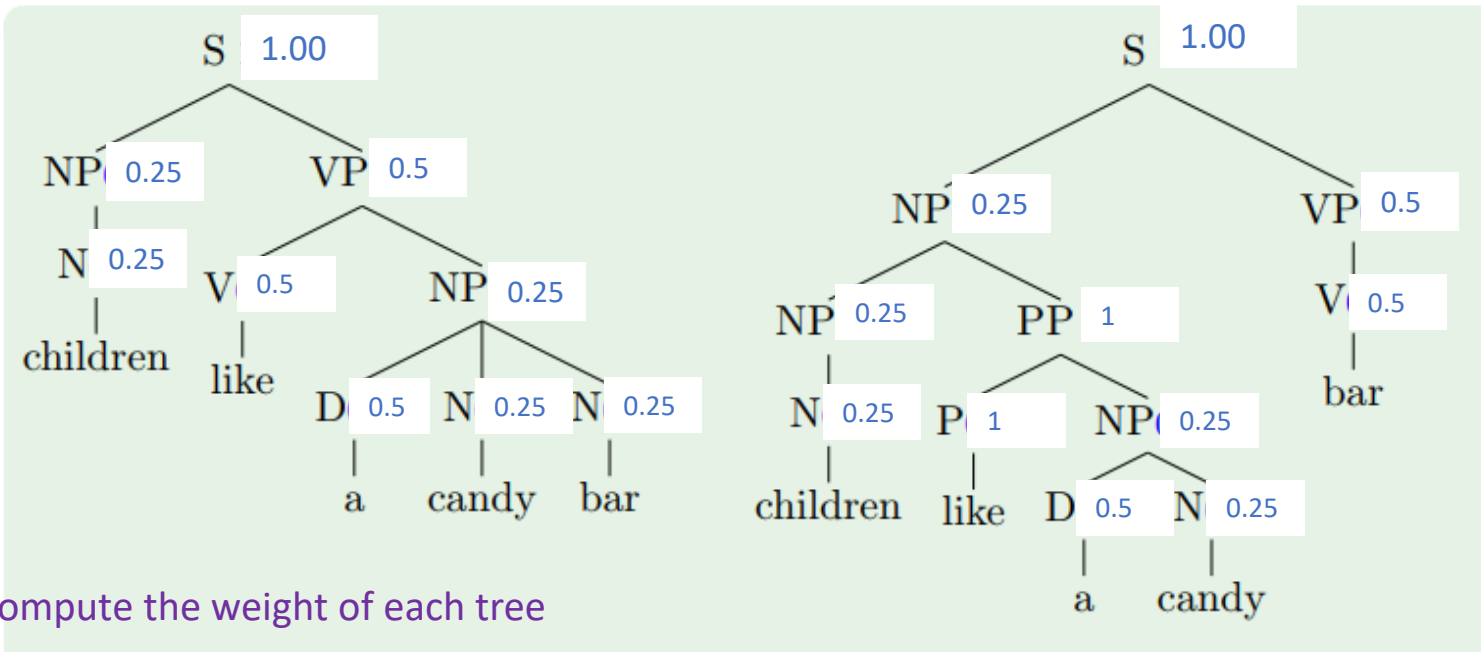 S 1.00 S 1.00
NP 0.25 VP 0.5 NP 0.25 VP 0.5
N 0.25 V 0.5 NP 0.25 NP 0.25 PP 1 V 0.5
children like D 0.5 N 0.25 N 0.25 N 0.25 P 1 NP 0.25 bar
a candy bar children like D 0.5 N 0.25
a candy
ompute the weight of each tree